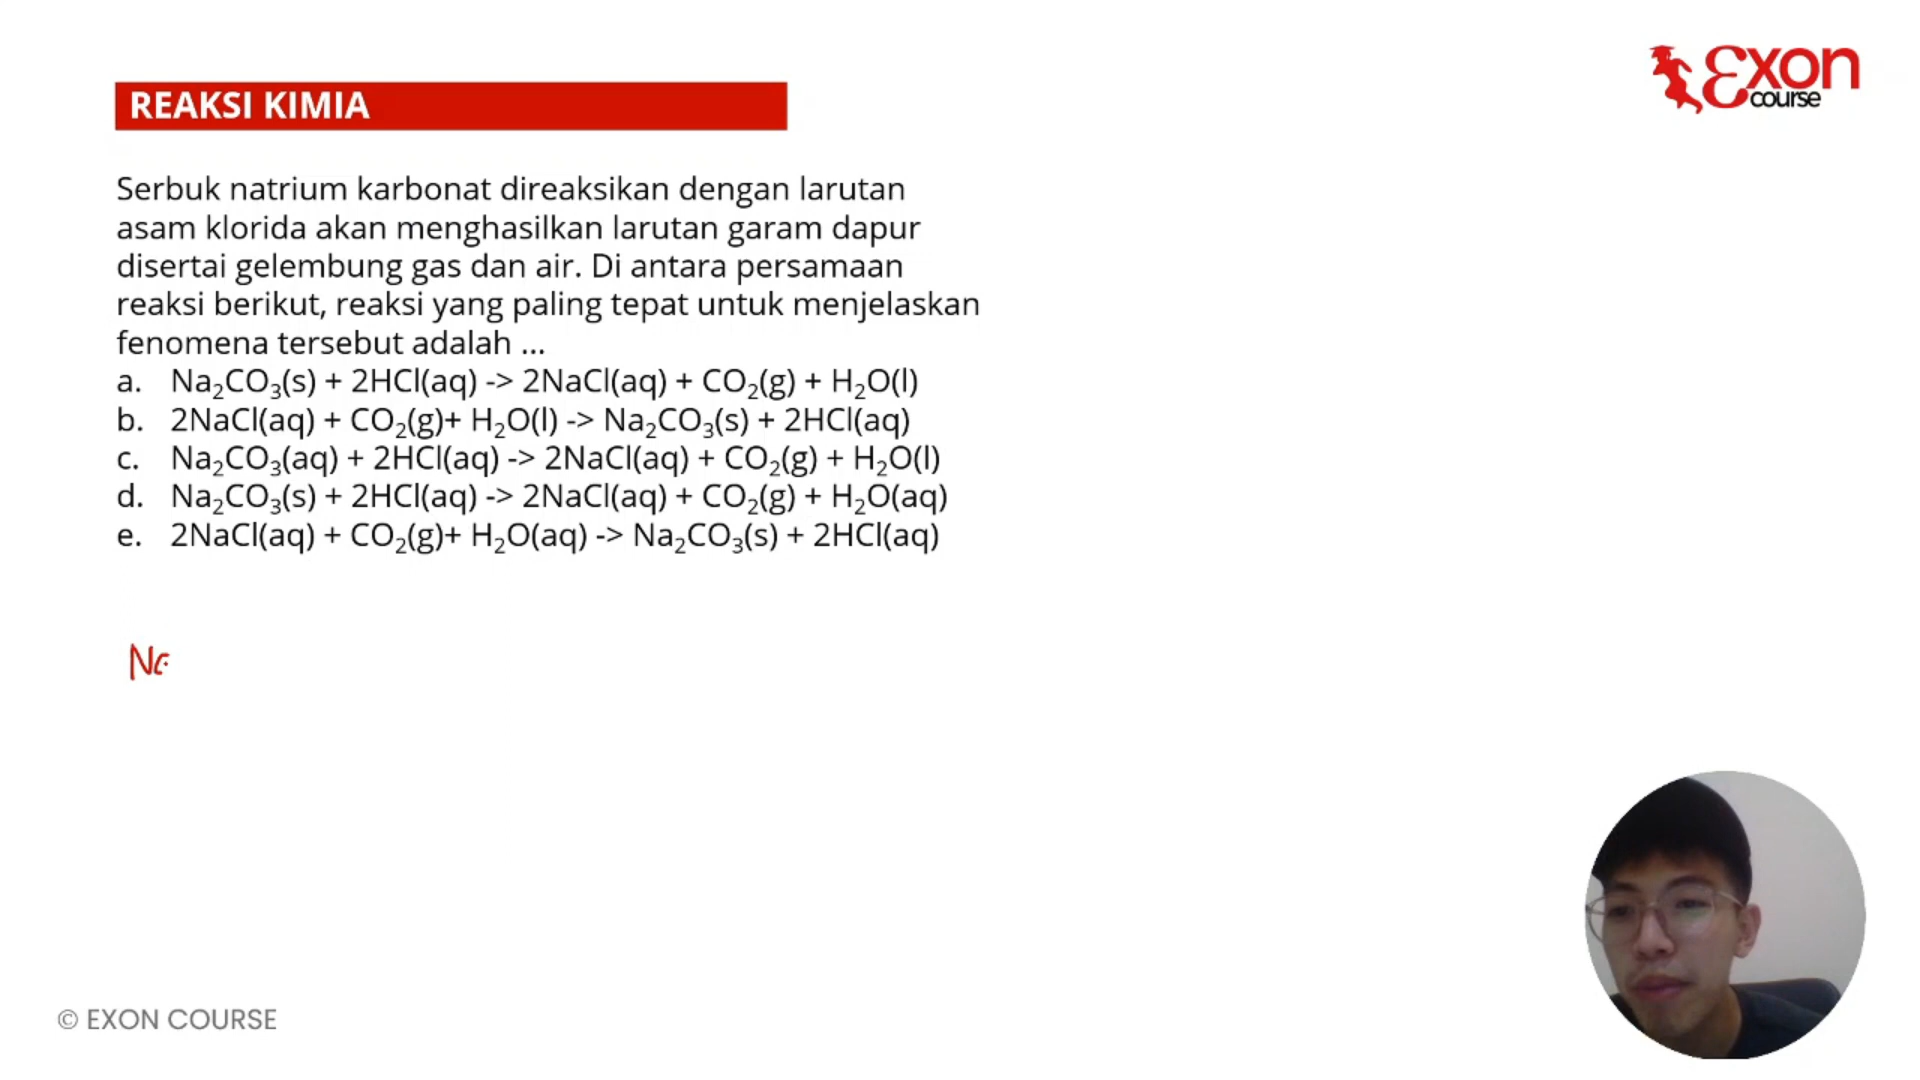 REAKSI KIMIA
Exon
course
Serbuk natrium karbonat direaksikan dengan larutan
asam klorida akan menghasilkan larutan garam dapur
disertai gelembung gas dan air. Di antara persamaan
reaksi berikut, reaksi yang paling tepat untuk menjelaskan
fenomena tersebut adalah ...
a. Na₂CO₃(s) + 2HCl(aq) -> 2NaCl(aq) + CO₂(g) + H₂O(l)
b. 2NaCl(aq) + CO₂(g)+ H₂O(l) -> Na₂CO₃(s) + 2HCl(aq)
c. Na₂CO₃(aq) + 2HCl(aq) -> 2NaCl(aq) + CO₂(g) + H₂O(l)
d. Na₂CO₃(s) + 2HCl(aq) -> 2NaCl(aq) + CO₂(g) + H₂O(aq)
e. 2NaCl(aq) + CO₂(g)+ H₂O(aq) -> Na₂CO₃(s) + 2HCl(aq)
© EXON COURSE